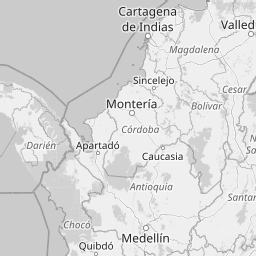 Cartagena
de Indias
Valled
Magdalena
Sincelejo
Cesar
Montería
Bolívar
Córdoba
Darién
Apartadó
Caucasia
Antioquia
Santan
Chocó
Medellín
Quibdó